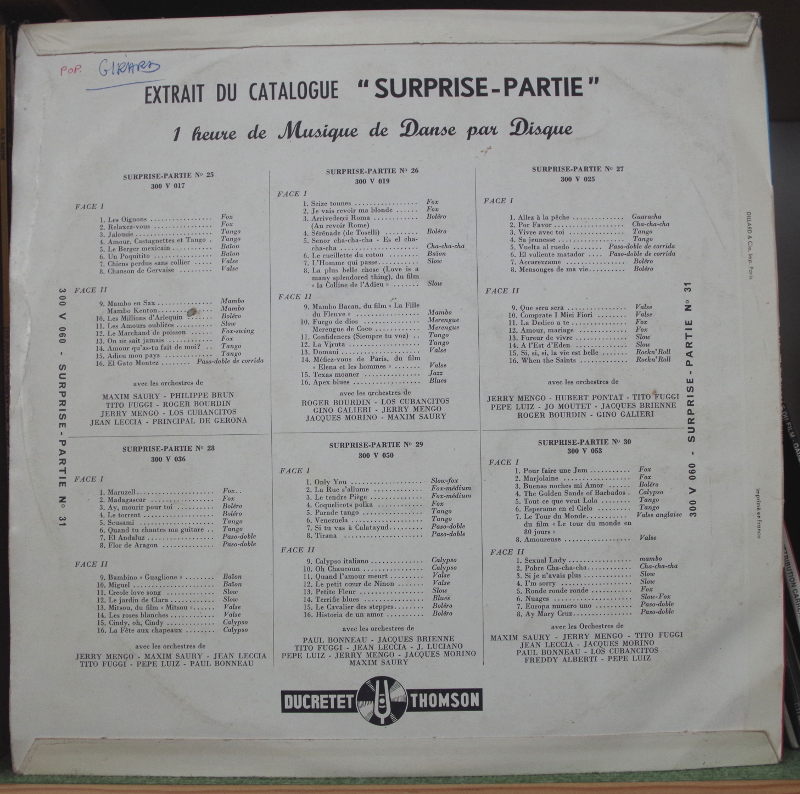 POP. GIRARD
EXTRAIT DU CATALOGUE "SURPRISE-PARTIE"
1 heure de Musique de Danse par Disque
SURPRISE-PARTIE No 25
300 V 017
FACE I
1. Les Oignons ................ Fox
2. Relaxez-vous ................ Fox
3. Jalousie ................ Tango
4. Amour, Castagnettes et Tango . Tango
5. Le Berger mexicain ................ Baïon
6. Un Poquitito ................ Baïon
7. Chiens perdus sans collier ...... Valse
8. Chanson de Gervaise ........ Valse
FACE II
9. Mambo en Sax ................ Mambo
Mambo Kenton ................ Mambo
10. Les Millions d'Arlequin ........ Boléro
11. Les Amours oubliées ........ Slow
12. Le Marchand de poisson ...... Fox-swing
13. On ne sait jamais ........ Fox
14. Amour qu'as-tu fait de moi? .. Tango
15. Adieu mon pays ........ Tango
16. El Gato Montez ........ Paso-doble de corrida
avec les orchestres de
MAXIM SAURY - PHILIPPE BRUN
TITO FUGGI - ROGER BOURDIN
JERRY MENGO - LOS CUBANCITOS
JEAN LECCIA - PRINCIPAL DE GERONA
SURPRISE-PARTIE No 26
300 V 019
FACE I
1. Seize tonnes ................ Fox
2. Je vais revoir ma blonde ...... Fox
3. Arrivederci Roma ........ Boléro
(Au revoir Rome)
4. Sérénade (de Toselli) ........ Boléro
5. Senor cha-cha-cha - Es el cha-
cha-cha ................ Cha-cha-cha
6. La cueillette du coton ........ Baïon
7. L'Homme qui passe ........ Slow
8. La plus belle chose (Love is a
many splendored thing), du film
« la Colline de l'Adieu » ...... Slow
FACE II
9. Mambo Bacan, du film « La Fille
du Fleuve » ................ Mambo
10. Furgo de dios ........ Merengue
Merengue de Coco ........ Merengue
11. Confidences (Siempre tu voz) .. Tango
12. La Vjruta ........ Tango
13. Domani ........ Valse
14. Méfiez-vous de Paris, du film
« Elena et les hommes » ...... Valse
15. Texas moaner ........ Jazz
16. Apex blues ........ Blues
avec les orchestres de
ROGER BOURDIN - LOS CUBANCITOS
GINO GALIERI - JERRY MENGO
JACQUES MORINO - MAXIM SAURY
SURPRISE-PARTIE No 27
300 V 025
FACE I
1. Allez à la pêche ........ Guaracha
2. Por Favor ........ Cha-cha-cha
3. Vivre avec toi ........ Tango
4. Sa jeunesse ........ Tango
5. Vuelta al ruedo ...... Paso-doble de corrida
6. El valiente matador .... Paso-doble de corrida
7. Accarezzame ........ Boléro
8. Mensonges de ma vie ........ Boléro
FACE II
9. Que sera sera ........ Valse
10. Comprate I Miei Fiori ...... Valse
11. La Dedico a te ........ Fox
12. Amour, mariage ........ Fox
13. Fureur de vivre ........ Slow
14. A l'Est d'Eden ........ Slow
15. Si, si, si, la vie est belle ...... Rock'n'Roll
16. When the Saints ........ Rock'n'Roll
avec les orchestres de
JERRY MENGO - HUBERT PONTAT - TITO FUGGI
PEPE LUIZ - JO MOUTET - JACQUES BRIENNE
ROGER BOURDIN - GINO GALIERI
SURPRISE-PARTIE No 28
300 V 036
FACE I
1. Maruzell ........ Fox
2. Madagascar ........ Fox
3. Ay, mourir pour toi ........ Boléro
4. Le torrent ........ Boléro
5. Scusami ........ Tango
6. Quand tu chantes ma guitare .. Tango
7. El Andaluz ........ Paso-doble
8. Flor de Aragon ........ Paso-doble
FACE II
9. Bambino « Guaglione » ...... Baïon
10. Miguel ........ Baïon
11. Creole love song ........ Slow
12. Le jardin de Clara ........ Slow
13. Mitsou, du film « Mitsou » ...... Valse
14. Les roses blanches ........ Valse
15. Cindy, oh, Cindy ........ Calypso
16. La Fête aux chapeaux ........ Calypso
avec les orchestres de
JERRY MENGO - MAXIM SAURY - JEAN LECCIA
TITO FUGGI - PEPE LUIZ - PAUL BONNEAU
SURPRISE-PARTIE No 29
300 V 050
FACE I
1. Only You ........ Slow-fox
2. La Rue s'allume ........ Fox-médium
3. Le tendre Piège ........ Fox-médium
4. Coquelicots polka ........ Fox
5. Parade tango ........ Tango
6. Venezuela ........ Tango
7. Si tu vas à Calatayud ........ Paso-doble
8. Tirana ........ Paso-doble
FACE II
9. Calypso italiano ........ Calypso
10. Oh Chaucoun ........ Calypso
11. Quand l'amour meurt ........ Valse
12. Le petit cœur de Ninon ...... Valse
13. Petite Fleur ........ Slow
14. Terrific blues ........ Blues
15. Le Cavalier des steppes ...... Boléro
16. Historia de un amor ........ Boléro
avec les orchestres de
PAUL BONNEAU - JACQUES BRIENNE
TITO FUGGI - JEAN LECCIA - J. LUCIANO
PEPE LUIZ - JERRY MENGO - JACQUES MORINO
MAXIM SAURY
SURPRISE-PARTIE No 30
300 V 053
FACE I
1. Pour faire une Jam ........ Fox
2. Marjolaine ........ Fox
3. Buenas noches mi Amor ...... Boléro
4. The Golden Sands of Barbados . Calypso
5. Tout ce que veut Lola ...... Tango
6. Esperame en el Cielo ...... Tango
7. Le Tour du Monde ........ Valse anglaise
du film « Le tour du monde en
80 jours »
8. Amoureuse ........ Valse
FACE II
1. Sexual Lady ........ mambo
2. Pobre Cha-cha-cha ........ Cha-cha-cha
3. Si je n'avais plus ........ Slow
4. I'm sorry ........ Slow
5. Ronde ronde ronde ........ Fox
6. Nuages ........ Slow-Fox
7. Europa numero uno ........ Paso-doble
8. Ay Mary Cruz ........ Paso-doble
avec les orchestres de
MAXIM SAURY - JERRY MENGO - TITO FUGGI
JEAN LECCIA - JACQUES MORINO
PAUL BONNEAU - LOS CUBANCITOS
FREDDY ALBERTI - PEPE LUIZ
300 V 060 - SURPRISE-PARTIE No 31
300 V 060 - SURPRISE-PARTIE No 31
DILLARD & Cie. Imp. Paris
Imprimé en France
DUCRETET THOMSON